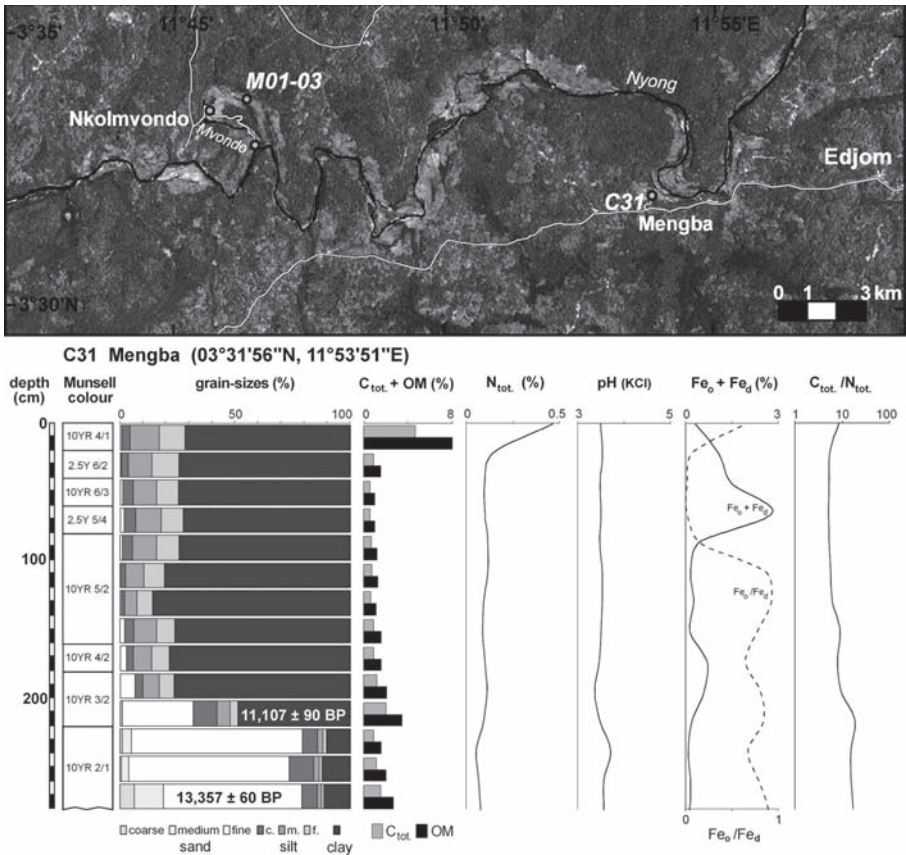 3°35' 11°45' 11°50' 11°55'E
M01-03
Nyong
Nkolmvondo
Mvondo
Edjom
C31
Mengba
3°30'N
0 1 3 km
C31 Mengba (03°31'56"N, 11°53'51"E)
depth (cm) Munsell colour grain-sizes (%) Ctot. + OM (%) Ntot. (%) pH (KCl) Feo + Fed (%) Ctot. /Ntot.
0 50 100 0 8 0 0.5 3 5 0 3 1 10 100
0
10YR 4/1
2.5Y 6/2
10YR 6/3
2.5Y 5/4
Feo + Fed
100
10YR 5/2
Feo/Fed
10YR 4/2
200
10YR 3/2
11,107 ± 90 BP
10YR 2/1
13,357 ± 60 BP
0 1
coarse medium fine c. m. f. clay
sand silt
Ctot. OM
Feo/Fed